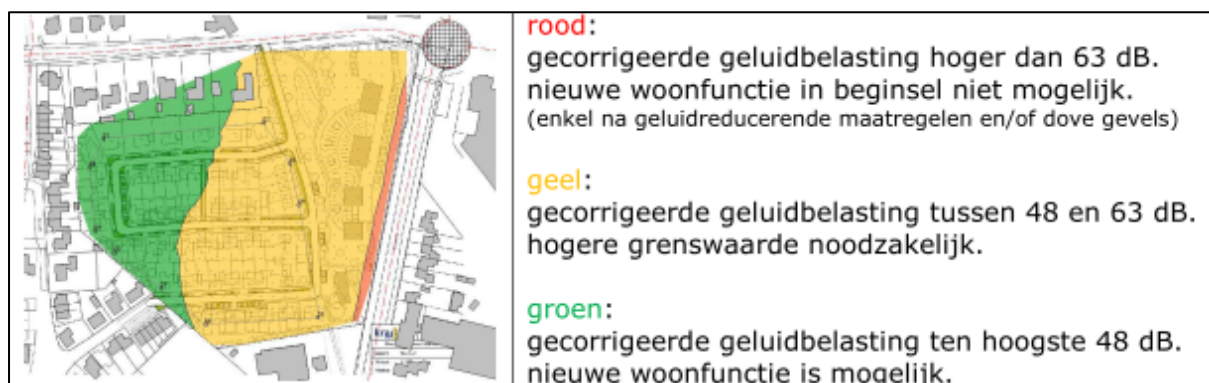 rood:
gecorrigeerde geluidbelasting hoger dan 63 dB.
nieuwe woonfunctie in beginsel niet mogelijk.
(enkel na geluidreducerende maatregelen en/of dove gevels)
geel:
gecorrigeerde geluidbelasting tussen 48 en 63 dB.
hogere grenswaarde noodzakelijk.
groen:
gecorrigeerde geluidbelasting ten hoogste 48 dB.
nieuwe woonfunctie is mogelijk.